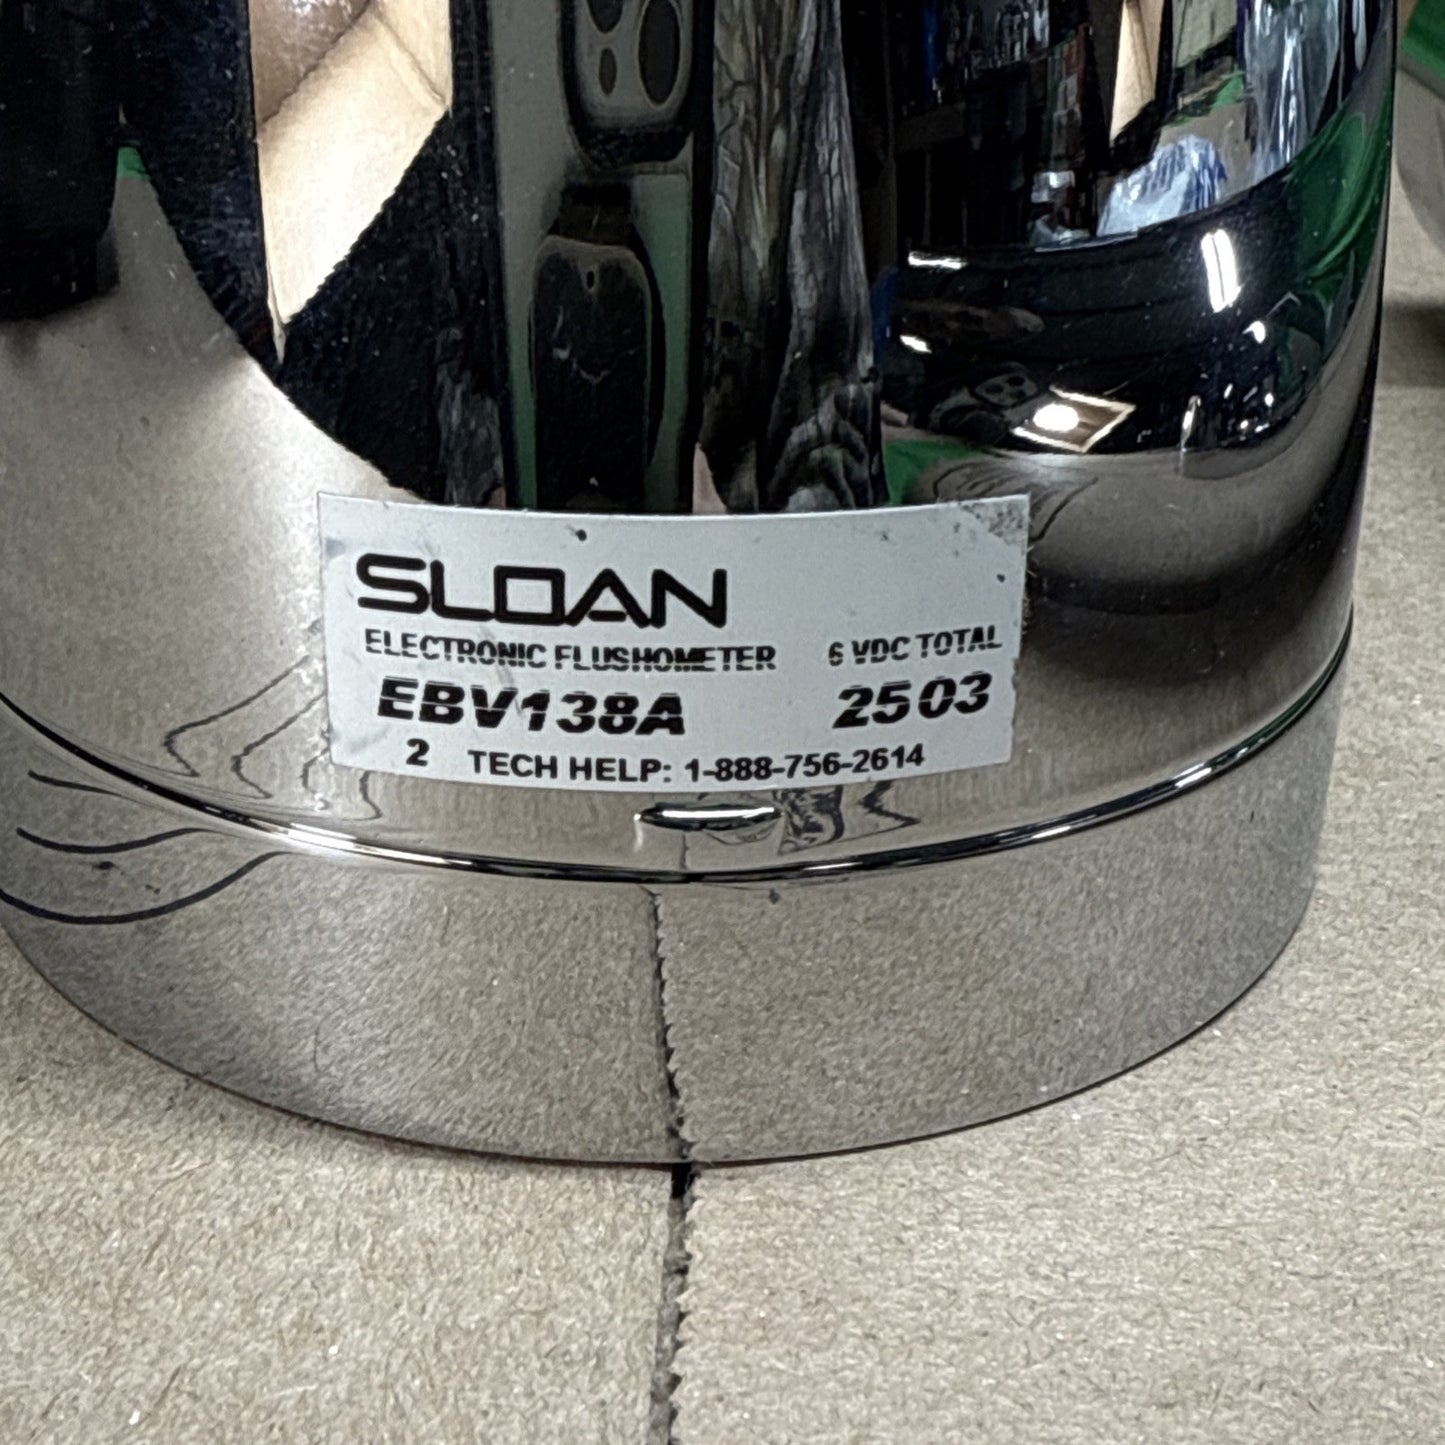 SLOAN
ELECTRONIC FLUSHOMETER 6 VDC TOTAL
EBV138A 2503
2 TECH HELP: 1-888-756-2614